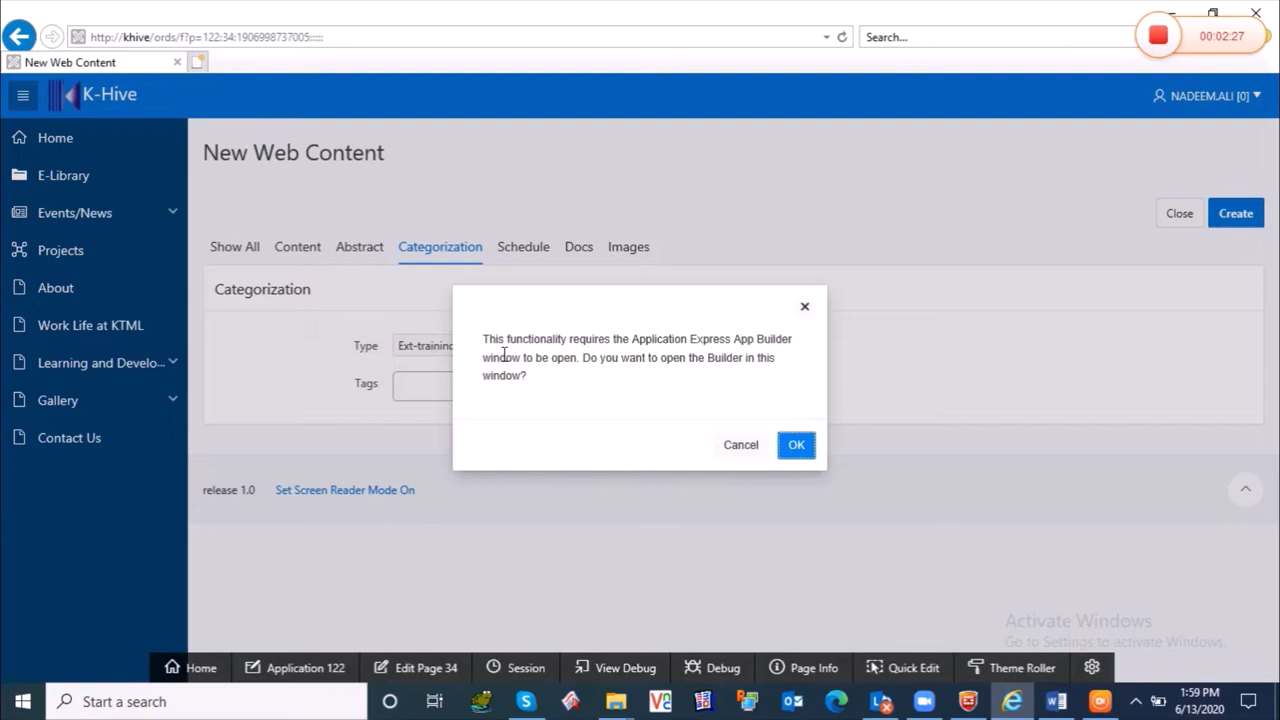 http://khive/ords/f?p=122:34:1906998737005:::::
Search...
00:02:27
New Web Content
K-Hive
NADEEM.ALI [0]
Home
E-Library
Events/News
Projects
About
Work Life at KTML
Learning and Develo...
Gallery
Contact Us
New Web Content
Close
Create
Show All
Content
Abstract
Categorization
Schedule
Docs
Images
Categorization
Type
Ext-training
Tags
This functionality requires the Application Express App Builder
window to be open. Do you want to open the Builder in this
window?
Cancel
OK
release 1.0
Set Screen Reader Mode On
Activate Windows
Go to Settings to activate Windows.
Home
Application 122
Edit Page 34
Session
View Debug
Debug
Page Info
Quick Edit
Theme Roller
Start a search
1:59 PM
6/13/2020